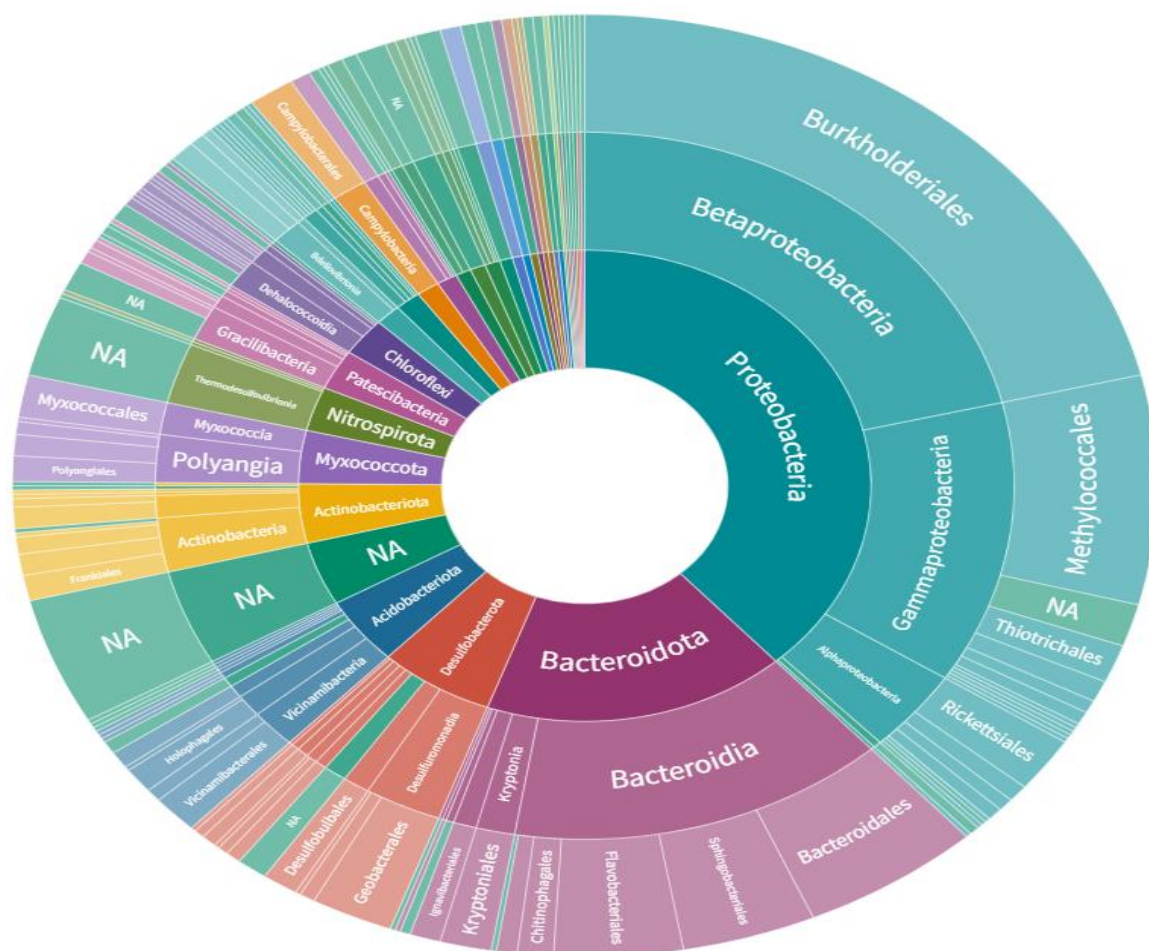 Burkholderiales
Betaproteobacteria
Proteobacteria
Gammaproteobacteria
Methylococcales
NA
Thiotrichales
Alphaproteobacteria
Rickettsiales
Bacteroidota
Bacteroidia
Bacteroidales
Sphingobacteriales
Flavobacteriales
Chitinophagales
Kryptonia
Kryptoniales
Ignavibacteriales
Desulfobacterota
Desulfuromonadia
Geobacterales
Desulfobulbales
NA
Acidobacteriota
Vicinamibacteria
Vicinamibacterales
Holophagales
NA
NA
NA
Actinobacteriota
Actinobacteria
Frankiales
Myxococcota
Polyangia
Polyangiales
Myxococcia
Myxococcales
Nitrospirota
Thermodesulfovibrionia
NA
Patescibacteria
Gracilibacteria
NA
Chloroflexi
Dehalococcoidia
Bdellovibrionia
Campylobacteria
Campylobacterales
NA